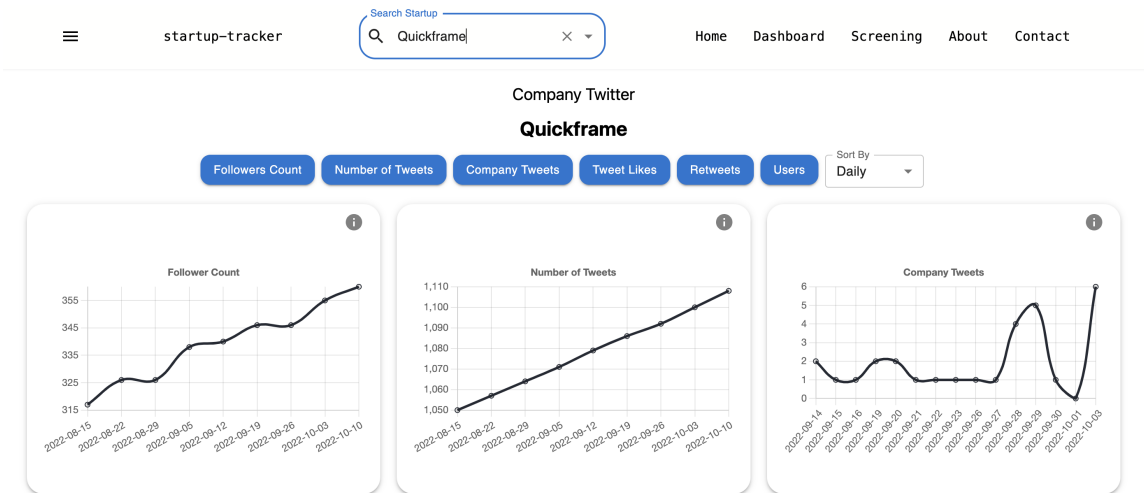 Search Startup
startup-tracker
Quickframe
Home Dashboard Screening About Contact
Company Twitter
Quickframe
Followers Count Number of Tweets Company Tweets Tweet Likes Retweets Users
Sort By
Daily
Follower Count
355
345
335
325
315
2022-08-15 2022-08-22 2022-08-29 2022-09-05 2022-09-12 2022-09-19 2022-09-26 2022-10-03 2022-10-10
Number of Tweets
1,110
1,100
1,090
1,080
1,070
1,060
1,050
2022-08-15 2022-08-22 2022-08-29 2022-09-05 2022-09-12 2022-09-19 2022-09-26 2022-10-03 2022-10-10
Company Tweets
6
5
4
3
2
1
0
2022-09-14 2022-09-15 2022-09-16 2022-09-19 2022-09-20 2022-09-21 2022-09-22 2022-09-23 2022-09-26 2022-09-27 2022-09-28 2022-09-29 2022-09-30 2022-10-01 2022-10-03